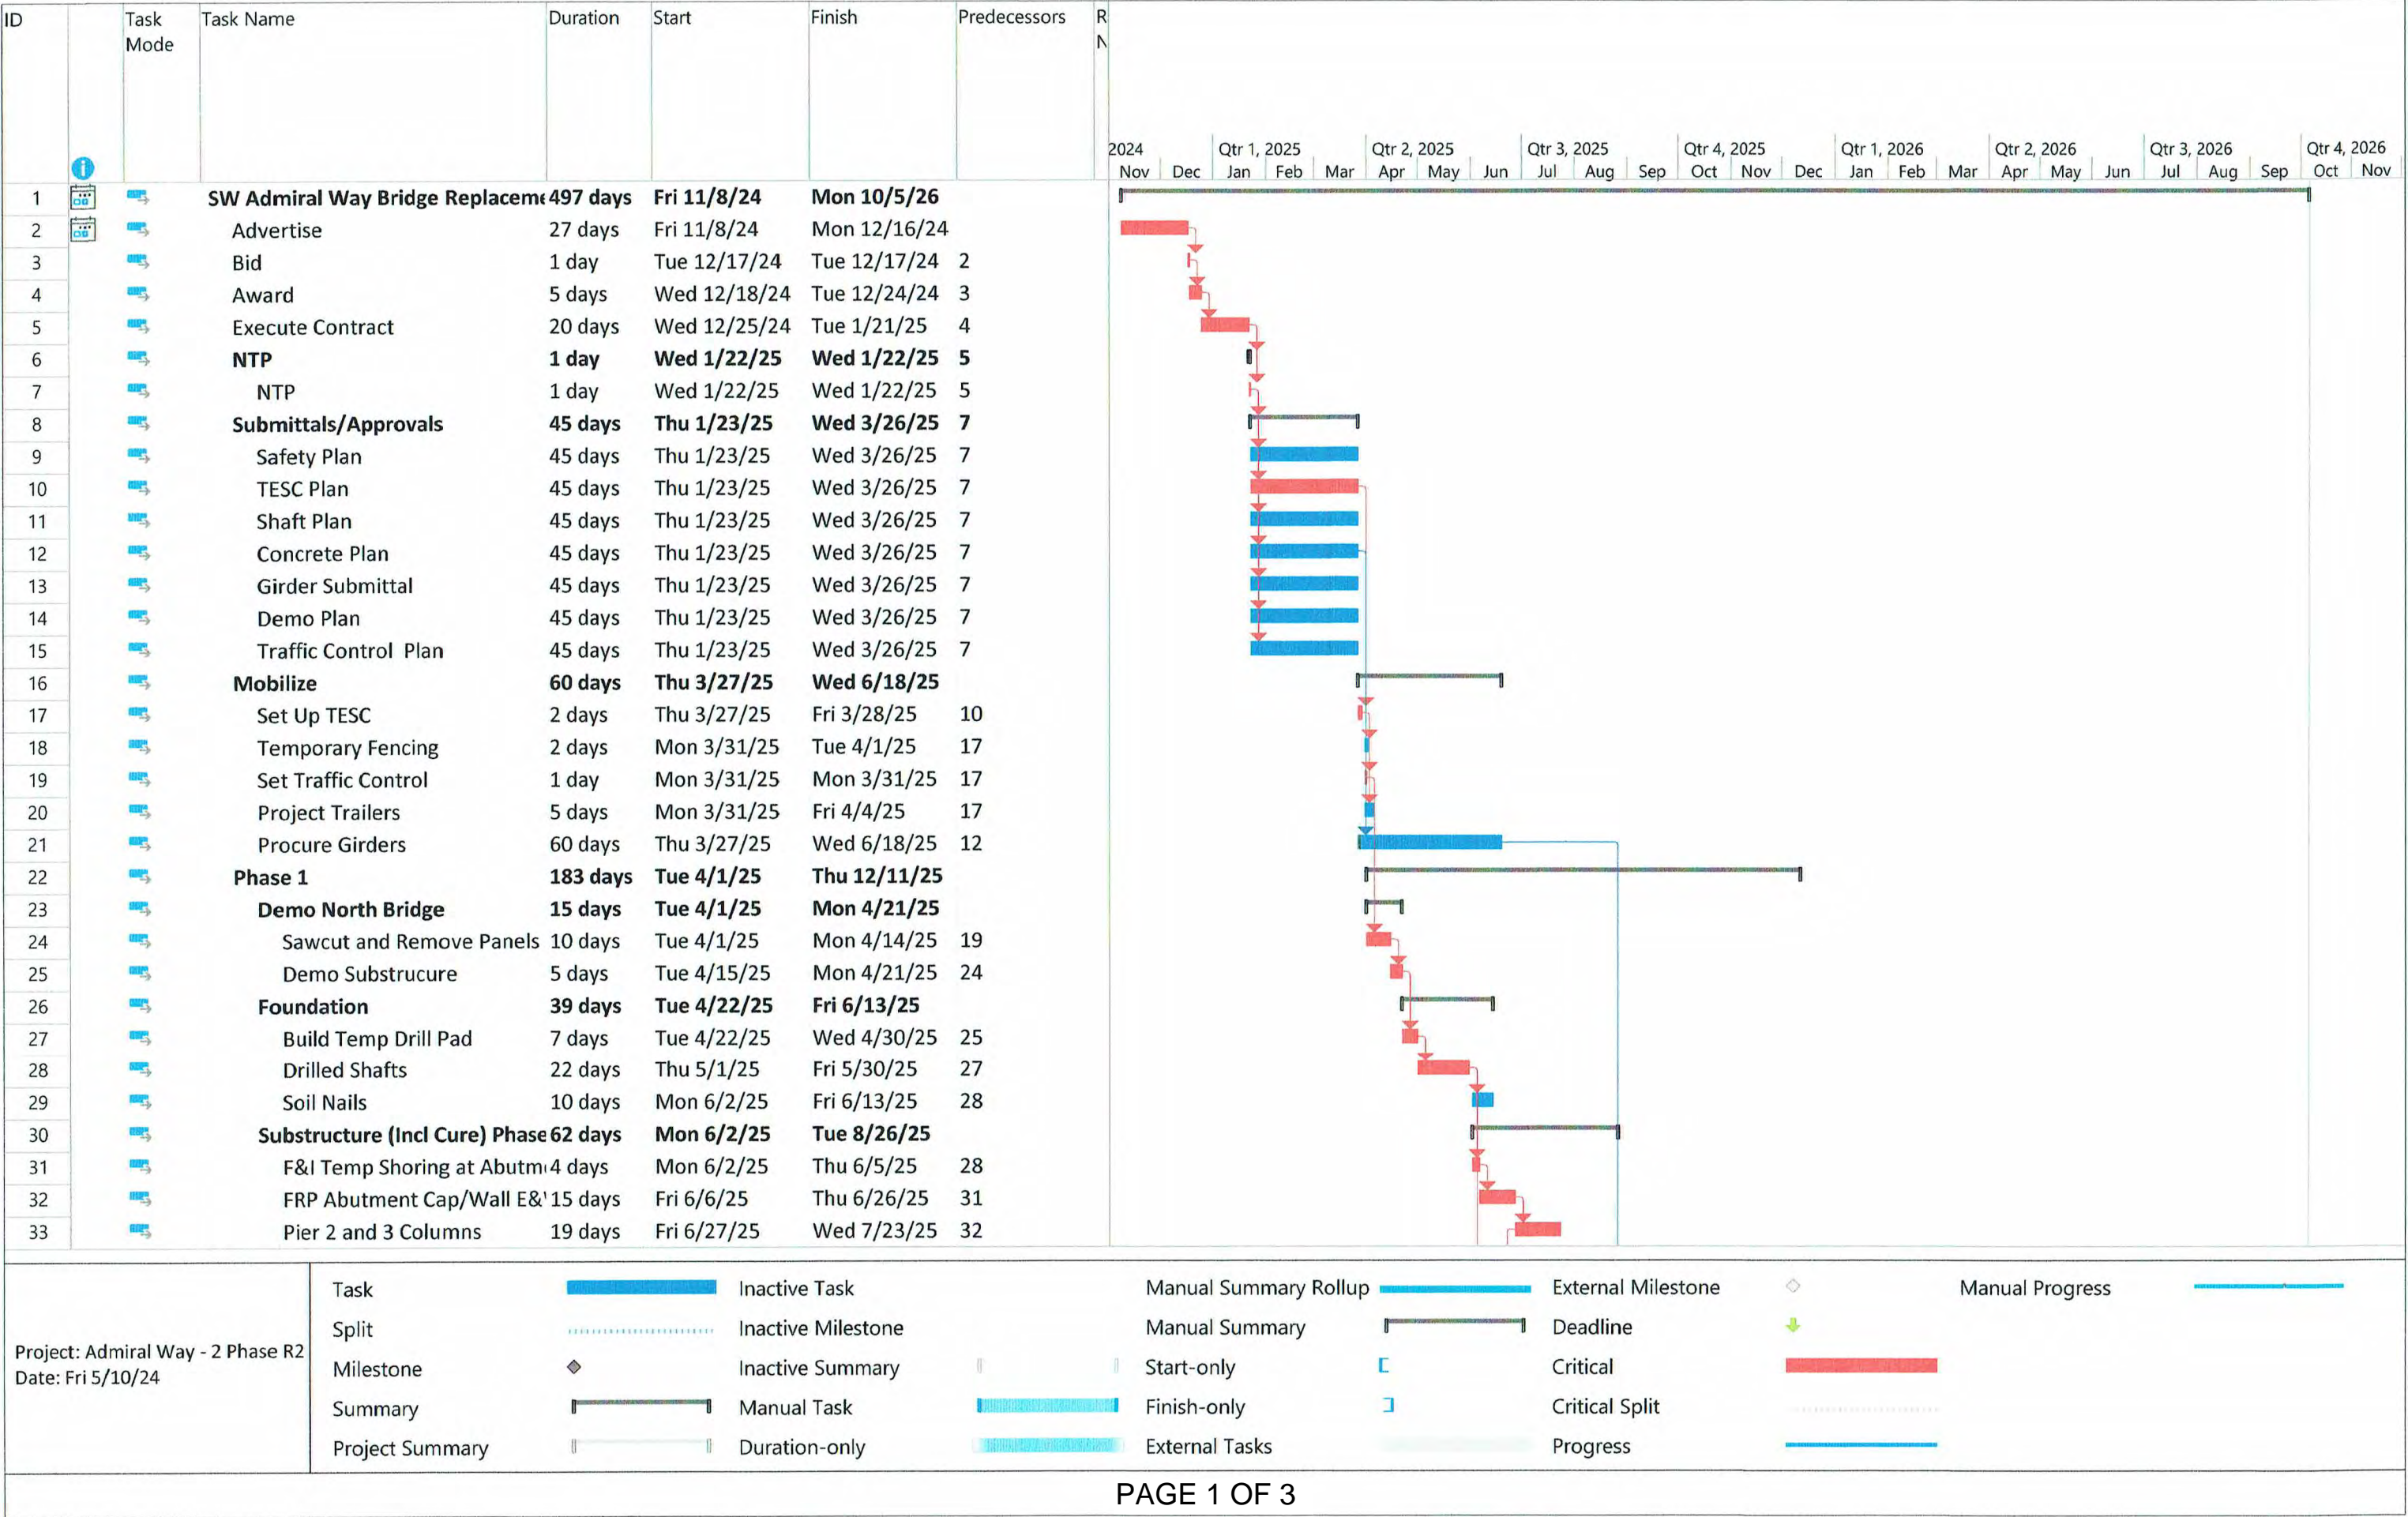 ID Task Mode Task Name Duration Start Finish Predecessors R N
2024 Qtr 1, 2025 Qtr 2, 2025 Qtr 3, 2025 Qtr 4, 2025 Qtr 1, 2026 Qtr 2, 2026 Qtr 3, 2026 Qtr 4, 2026
Nov Dec Jan Feb Mar Apr May Jun Jul Aug Sep Oct Nov Dec Jan Feb Mar Apr May Jun Jul Aug Sep Oct Nov
1 SW Admiral Way Bridge Replaceme 497 days Fri 11/8/24 Mon 10/5/26
2 Advertise 27 days Fri 11/8/24 Mon 12/16/24
3 Bid 1 day Tue 12/17/24 Tue 12/17/24 2
4 Award 5 days Wed 12/18/24 Tue 12/24/24 3
5 Execute Contract 20 days Wed 12/25/24 Tue 1/21/25 4
6 NTP 1 day Wed 1/22/25 Wed 1/22/25 5
7 NTP 1 day Wed 1/22/25 Wed 1/22/25 5
8 Submittals/Approvals 45 days Thu 1/23/25 Wed 3/26/25 7
9 Safety Plan 45 days Thu 1/23/25 Wed 3/26/25 7
10 TESC Plan 45 days Thu 1/23/25 Wed 3/26/25 7
11 Shaft Plan 45 days Thu 1/23/25 Wed 3/26/25 7
12 Concrete Plan 45 days Thu 1/23/25 Wed 3/26/25 7
13 Girder Submittal 45 days Thu 1/23/25 Wed 3/26/25 7
14 Demo Plan 45 days Thu 1/23/25 Wed 3/26/25 7
15 Traffic Control Plan 45 days Thu 1/23/25 Wed 3/26/25 7
16 Mobilize 60 days Thu 3/27/25 Wed 6/18/25
17 Set Up TESC 2 days Thu 3/27/25 Fri 3/28/25 10
18 Temporary Fencing 2 days Mon 3/31/25 Tue 4/1/25 17
19 Set Traffic Control 1 day Mon 3/31/25 Mon 3/31/25 17
20 Project Trailers 5 days Mon 3/31/25 Fri 4/4/25 17
21 Procure Girders 60 days Thu 3/27/25 Wed 6/18/25 12
22 Phase 1 183 days Tue 4/1/25 Thu 12/11/25
23 Demo North Bridge 15 days Tue 4/1/25 Mon 4/21/25
24 Sawcut and Remove Panels 10 days Tue 4/1/25 Mon 4/14/25 19
25 Demo Substrucure 5 days Tue 4/15/25 Mon 4/21/25 24
26 Foundation 39 days Tue 4/22/25 Fri 6/13/25
27 Build Temp Drill Pad 7 days Tue 4/22/25 Wed 4/30/25 25
28 Drilled Shafts 22 days Thu 5/1/25 Fri 5/30/25 27
29 Soil Nails 10 days Mon 6/2/25 Fri 6/13/25 28
30 Substructure (Incl Cure) Phase 62 days Mon 6/2/25 Tue 8/26/25
31 F&I Temp Shoring at Abutm 4 days Mon 6/2/25 Thu 6/5/25 28
32 FRP Abutment Cap/Wall E& 15 days Fri 6/6/25 Thu 6/26/25 31
33 Pier 2 and 3 Columns 19 days Fri 6/27/25 Wed 7/23/25 32
Project: Admiral Way - 2 Phase R2
Date: Fri 5/10/24
Task Inactive Task Manual Summary Rollup External Milestone Manual Progress
Split Inactive Milestone Manual Summary Deadline
Milestone Inactive Summary Start-only Critical
Summary Manual Task Finish-only Critical Split
Project Summary Duration-only External Tasks Progress
PAGE 1 OF 3